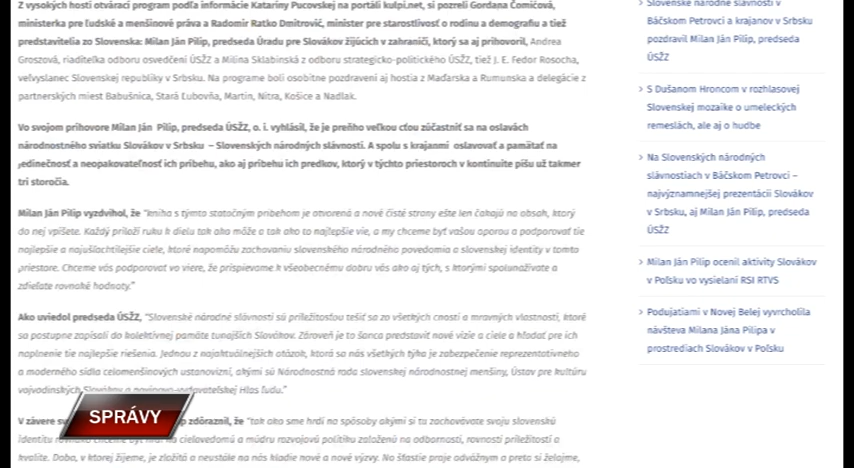 Z vysokých hostí otvárací program podľa informácie Kataríny Pucovskej na portáli kulpi.net, si pozreli Gordana Čomičová,
ministerka pre ľudské a menšinové práva a Radomir Ratko Dmitrovič, minister pre starostlivosť o rodinu a demografiu a tiež
predstavitelia zo Slovenska: Milan Ján Pilip, predseda Úradu pre Slovákov žijúcich v zahraničí, ktorý sa aj prihovoril, Andrea
Groszová, riaditeľka odboru osvedčení ÚSŽZ a Milina Sklabinská z odboru strategicko-politického ÚSŽZ, tiež J. E. Fedor Rosocha,
veľvyslanec Slovenskej republiky v Srbsku. Na programe boli osobitne pozdravení aj hostia z Maďarska a Rumunska a delegácie z
partnerských miest Babušnica, Stará Ľubovňa, Martin, Nitra, Košice a Nadlak.
Vo svojom príhovore Milan Ján Pilip, predseda ÚSŽZ, o. i. vyhlásil, že je preňho veľkou cťou zúčastniť sa na oslavách
národnostného sviatku Slovákov v Srbsku – Slovenských národných slávností. A spolu s krajanmi oslavovať a pamätať na
jedinečnosť a neopakovateľnosť ich príbehu, ako aj príbehu ich predkov, ktorý v týchto priestoroch v kontinuite píšu už takmer
tri storočia.
Milan Ján Pilip vyzdvihol, že "kniha s týmto statočným príbehom je otvorená a nové čisté strany ešte len čakajú na obsah, ktorý
do nej vpíšete. Každý priloží ruku k dielu tak ako môže a tak ako to najlepšie vie, a my chceme byť vašou oporou a podporovať tie
najlepšie a najušľachtilejšie ciele, ktoré napomôžu zachovaniu slovenského národného povedomia a slovenskej identity v tomto
priestore. Chceme vás podporovať vo viere, že prispievame k všeobecnému dobru vás ako aj tých, s ktorými spolunažívate a
zdieľate rovnaké hodnoty."
Ako uviedol predseda ÚSŽZ, "Slovenské národné slávnosti sú príležitosťou tešiť sa zo všetkých cností a mravných vlastností, ktoré
sa postupne zapísali do kolektívnej pamäte tunajších Slovákov. Zároveň je to šanca predstaviť nové vízie a ciele a hľadať pre ich
naplnenie tie najlepšie riešenia. Jednou z najaktuálnejších otázok, ktorá sa nás všetkých týka je zabezpečenie reprezentatívneho
a moderného sídla celomenšinových ustanovizní, akými sú Národnostná rada slovenskej národnostnej menšiny, Ústav pre kultúru
vojvodinských Slovákov a novinovo-vydavateľskej Hlas ľudu."
V závere zdôraznil, že "tak ako sme hrdí na spôsoby akými si tu zachovávate svoju slovenskú
identitu rovnako chceme byť hrdí na cieľavedomú a múdru rozvojovú politiku založenú na odbornosti, rovnosti príležitostí a
kvalite. Doba, v ktorej žijeme, je zložitá a neustále na nás kladie nové a nové výzvy. Na šťastie praje odvážnym a preto si želajme,
SPRÁVY
Slovenské národné slávnosti v
Báčskom Petrovci a krajanov v Srbsku
pozdravil Milan Ján Pilip, predseda
ÚSŽZ
S Dušanom Hroncom v rozhlasovej
Slovenskej mozaike o umeleckých
remeslách, ale aj o hudbe
Na Slovenských národných
slávnostiach v Báčskom Petrovci –
najvýznamnejšej prezentácii Slovákov
v Srbsku, aj Milan Ján Pilip, predseda
ÚSŽZ
Milan Ján Pilip ocenil aktivity Slovákov
v Poľsku vo vysielaní RSI RTVS
Podujatiami v Novej Belej vyvrcholila
návšteva Milana Jána Pilipa v
prostredí Slovákov v Poľsku